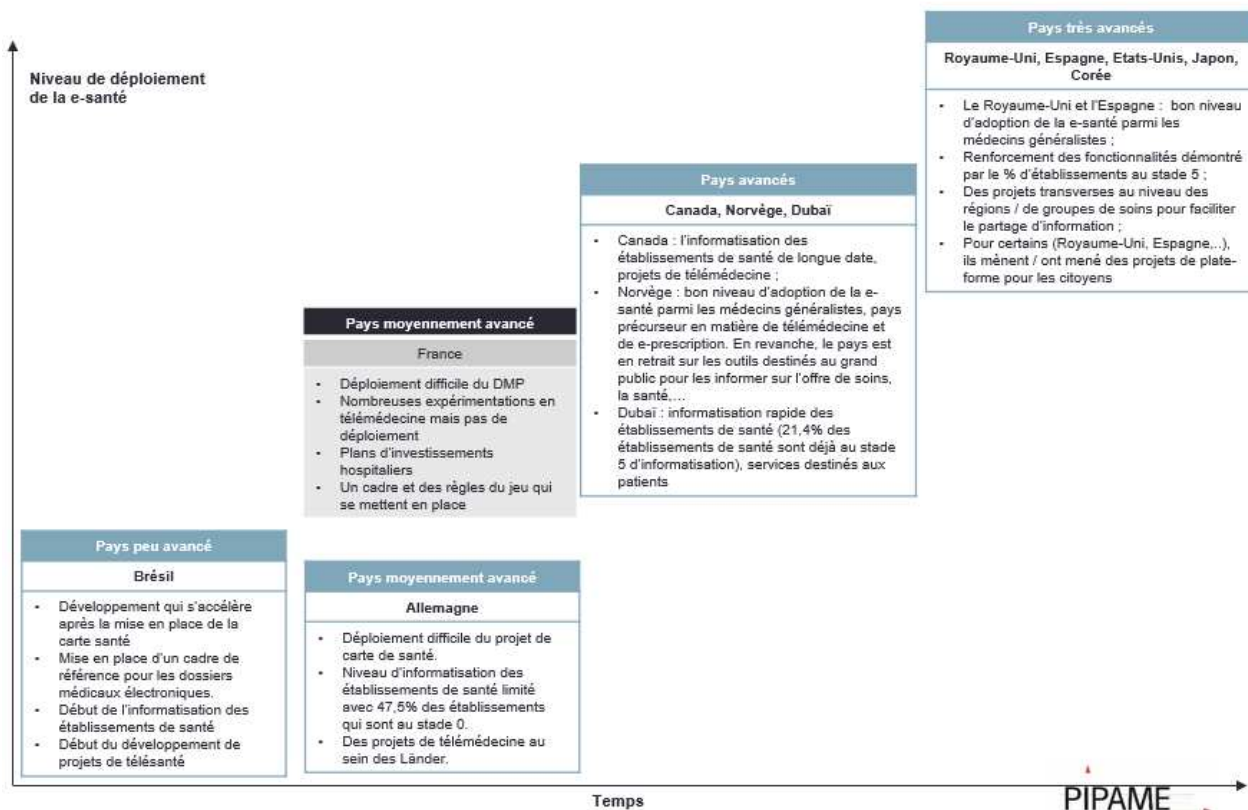 Niveau de déploiement
de la e-santé
Pays très avancés
Royaume-Uni, Espagne, Etats-Unis, Japon,
Corée
• Le Royaume-Uni et l'Espagne : bon niveau
d'adoption de la e-santé parmi les
médecins généralistes ;
• Renforcement des fonctionnalités démontré
par le % d'établissements au stade 5 ;
• Des projets transverses au niveau des
régions / de groupes de soins pour faciliter
le partage d'information ;
• Pour certains (Royaume-Uni, Espagne,..),
ils mènent / ont mené des projets de plate-
forme pour les citoyens
Pays avancés
Canada, Norvège, Dubaï
• Canada : l'informatisation des
établissements de santé de longue date,
projets de télémédecine ;
• Norvège : bon niveau d'adoption de la e-
santé parmi les médecins généralistes, pays
précurseur en matière de télémédecine et
de e-prescription. En revanche, le pays est
en retrait sur les outils destinés au grand
public pour les informer sur l'offre de soins,
la santé,…
• Dubaï : informatisation rapide des
établissements de santé (21,4% des
établissements de santé sont déjà au stade
5 d'informatisation), services destinés aux
patients
Pays moyennement avancé
France
• Déploiement difficile du DMP
• Nombreuses expérimentations en
télémédecine mais pas de
déploiement
• Plans d'investissements
hospitaliers
• Un cadre et des règles du jeu qui
se mettent en place
Pays peu avancé
Brésil
• Développement qui s'accélère
après la mise en place de la
carte santé
• Mise en place d'un cadre de
référence pour les dossiers
médicaux électroniques.
• Début de l'informatisation des
établissements de santé
• Début du développement de
projets de télésanté
Pays moyennement avancé
Allemagne
• Déploiement difficile du projet de
carte de santé.
• Niveau d'informatisation des
établissements de santé limité
avec 47,5% des établissements
qui sont au stade 0.
• Des projets de télémédecine au
sein des Länder.
Temps
PIPAME